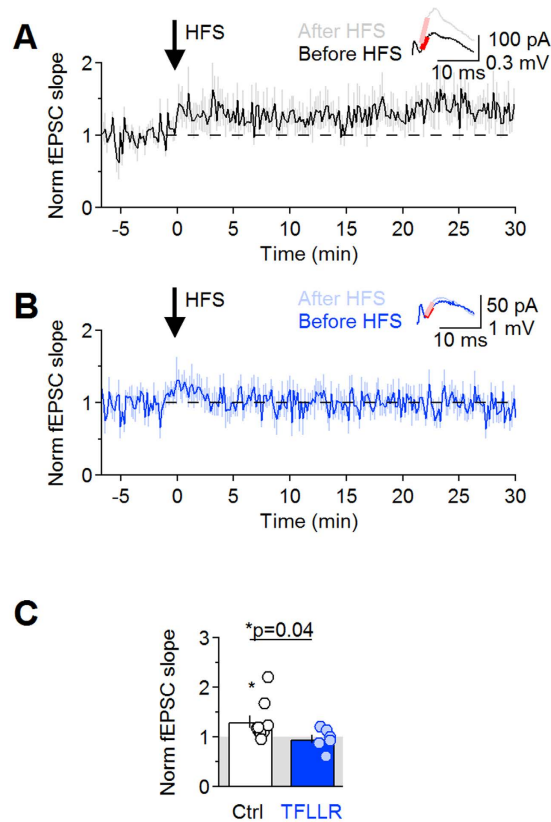 A
HFS
After HFS
Before HFS
100 pA
10 ms 0.3 mV
Norm fEPSC slope
2
1
0
-5 0 5 10 15 20 25 30
Time (min)
B
HFS
After HFS
Before HFS
50 pA
10 ms 1 mV
Norm fEPSC slope
2
1
0
-5 0 5 10 15 20 25 30
Time (min)
C
Norm fEPSC slope
3
2
1
0
*p=0.04
*
Ctrl TFLLR